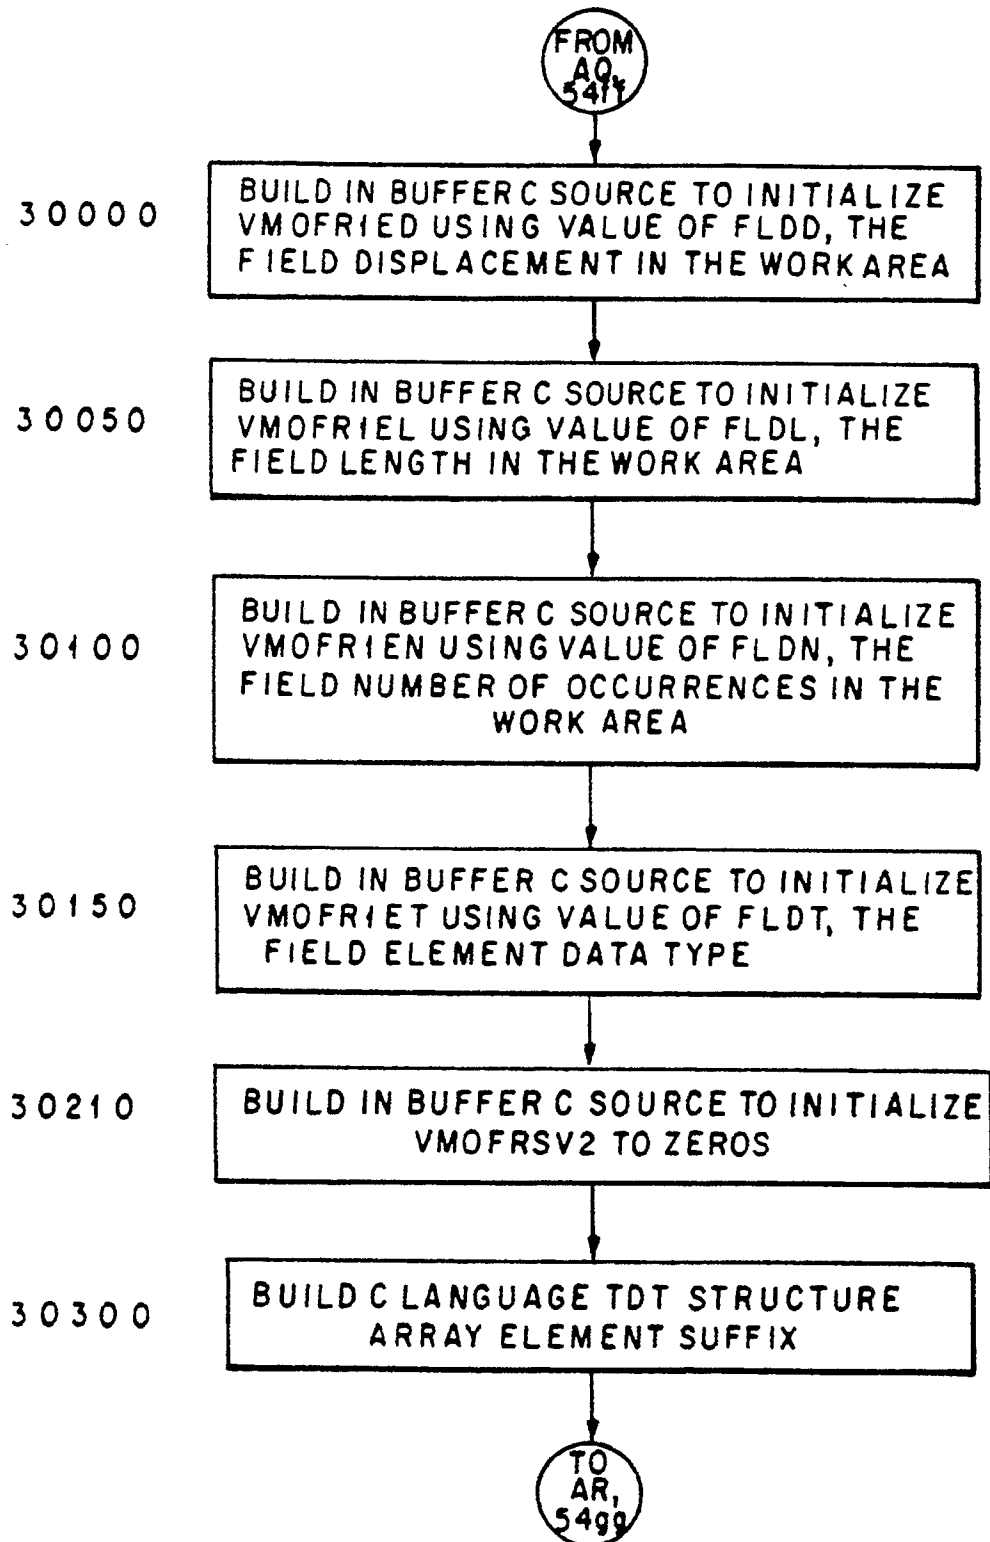 FROM
AQ,
54ff
30000
BUILD IN BUFFER C SOURCE TO INITIALIZE
VMOFR1ED USING VALUE OF FLDD, THE
FIELD DISPLACEMENT IN THE WORK AREA
30050
BUILD IN BUFFER C SOURCE TO INITIALIZE
VMOFR1EL USING VALUE OF FLDL, THE
FIELD LENGTH IN THE WORK AREA
30100
BUILD IN BUFFER C SOURCE TO INITIALIZE
VMOFR1EN USING VALUE OF FLDN, THE
FIELD NUMBER OF OCCURRENCES IN THE
WORK AREA
30150
BUILD IN BUFFER C SOURCE TO INITIALIZE
VMOFR1ET USING VALUE OF FLDT, THE
FIELD ELEMENT DATA TYPE
30210
BUILD IN BUFFER C SOURCE TO INITIALIZE
VMOFRSV2 TO ZEROS
30300
BUILD C LANGUAGE TDT STRUCTURE
ARRAY ELEMENT SUFFIX
TO
AR,
54gg